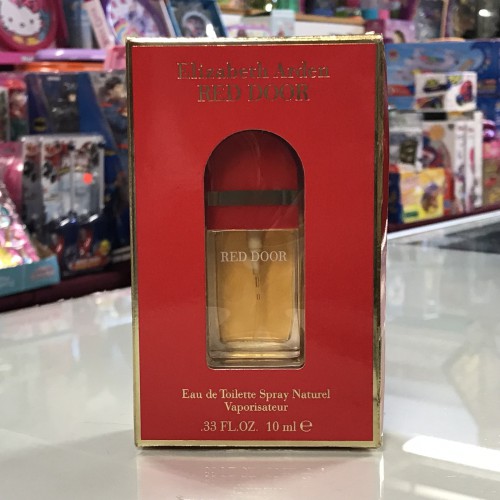 Elizabeth Arden
RED DOOR
RED DOOR
Eau de Toilette Spray Naturel
Vaporisateur
.33 FL.OZ. 10 ml ℮